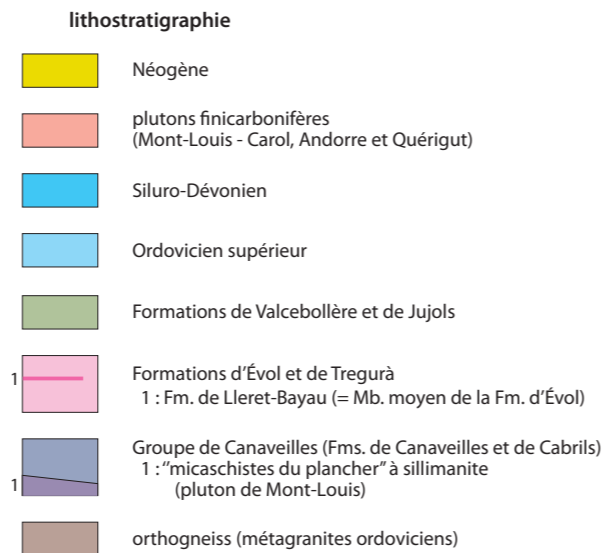 lithostratigraphie
Néogène
plutons finicarbonifères
(Mont-Louis - Carol, Andorre et Quérigut)
Siluro-Dévonien
Ordovicien supérieur
Formations de Valcebollère et de Jujols
Formations d'Évol et de Tregurà
1
1 : Fm. de Lleret-Bayau (= Mb. moyen de la Fm. d'Évol)
Groupe de Canaveilles (Fms. de Canaveilles et de Cabrils)
1
1 : "micaschistes du plancher" à sillimanite
(pluton de Mont-Louis)
orthogneiss (métagranites ordoviciens)